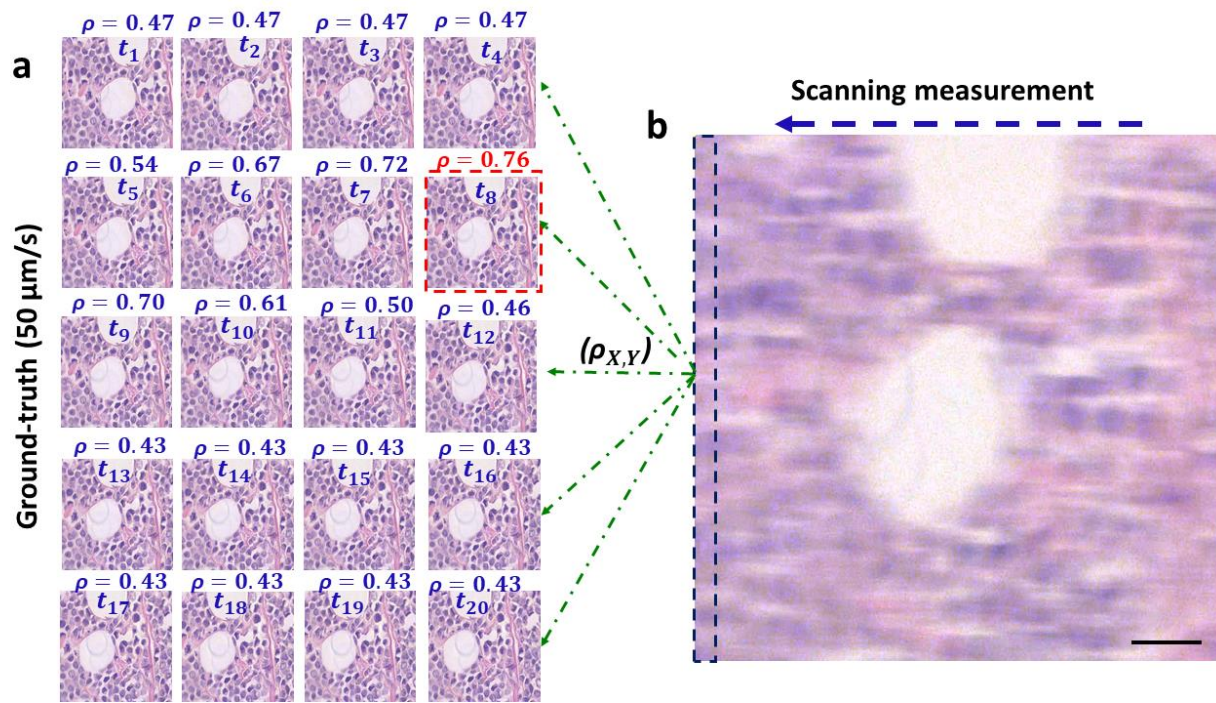 a
Ground-truth (50 μm/s)
ρ = 0.47 ρ = 0.47 ρ = 0.47 ρ = 0.47
t₁ t₂ t₃ t₄
ρ = 0.54 ρ = 0.67 ρ = 0.72 ρ = 0.76
t₅ t₆ t₇ t₈
ρ = 0.70 ρ = 0.61 ρ = 0.50 ρ = 0.46
t₉ t₁₀ t₁₁ t₁₂
ρ = 0.43 ρ = 0.43 ρ = 0.43 ρ = 0.43
t₁₃ t₁₄ t₁₅ t₁₆
ρ = 0.43 ρ = 0.43 ρ = 0.43 ρ = 0.43
t₁₇ t₁₈ t₁₉ t₂₀
(ρX,Y)
b
Scanning measurement